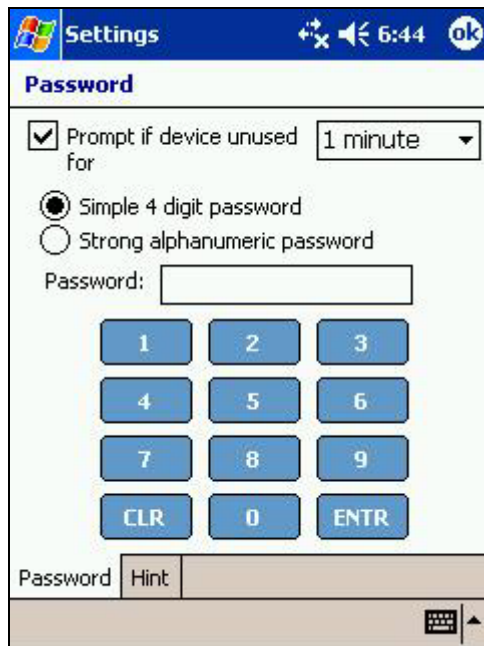 Settings 6:44 ok
Password
Prompt if device unused for
1 minute
Simple 4 digit password
Strong alphanumeric password
Password:
1 2 3
4 5 6
7 8 9
CLR 0 ENTR
Password Hint